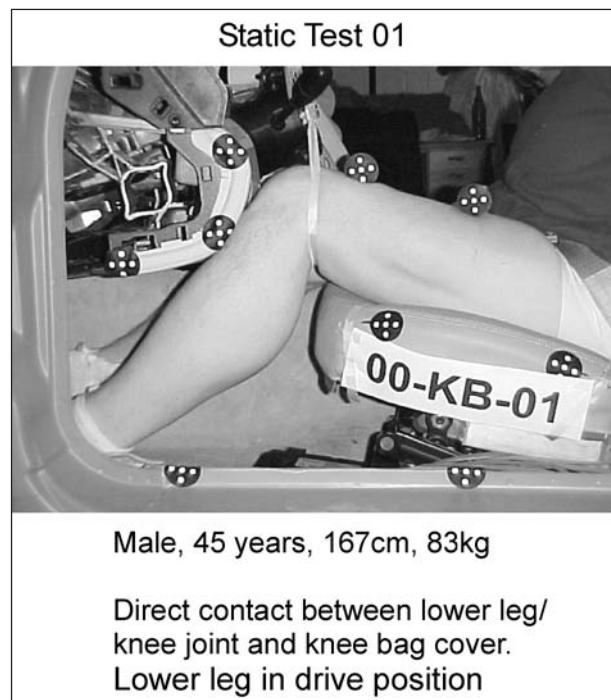 Static Test 01
00-KB-01
Male, 45 years, 167cm, 83kg
Direct contact between lower leg/
knee joint and knee bag cover.
Lower leg in drive position